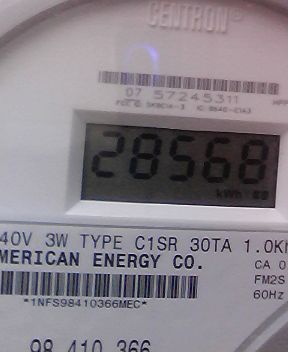 CENTRON®
07 57245311
28568
kWh
40V 3W TYPE C1SR 30TA 1.0Kh
MERICAN ENERGY CO.
CA 0
FM2S
60Hz
*1NFS98410366MEC*
98 410 366